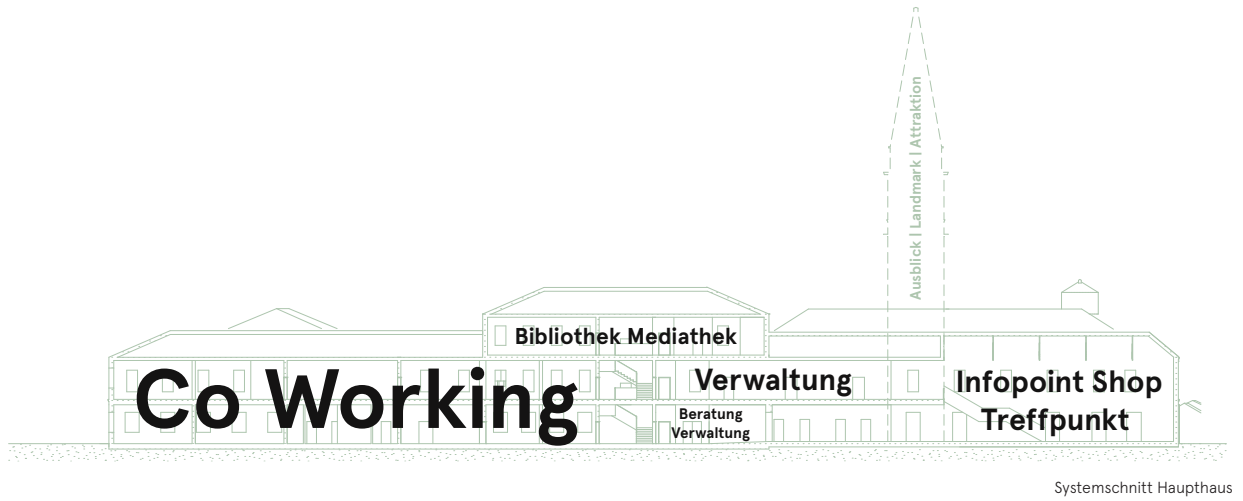 Ausblick | Landmark | Attraktion
Bibliothek Mediathek
Co Working
Verwaltung
Beratung
Verwaltung
Infopoint Shop
Treffpunkt
Systemschnitt Haupthaus